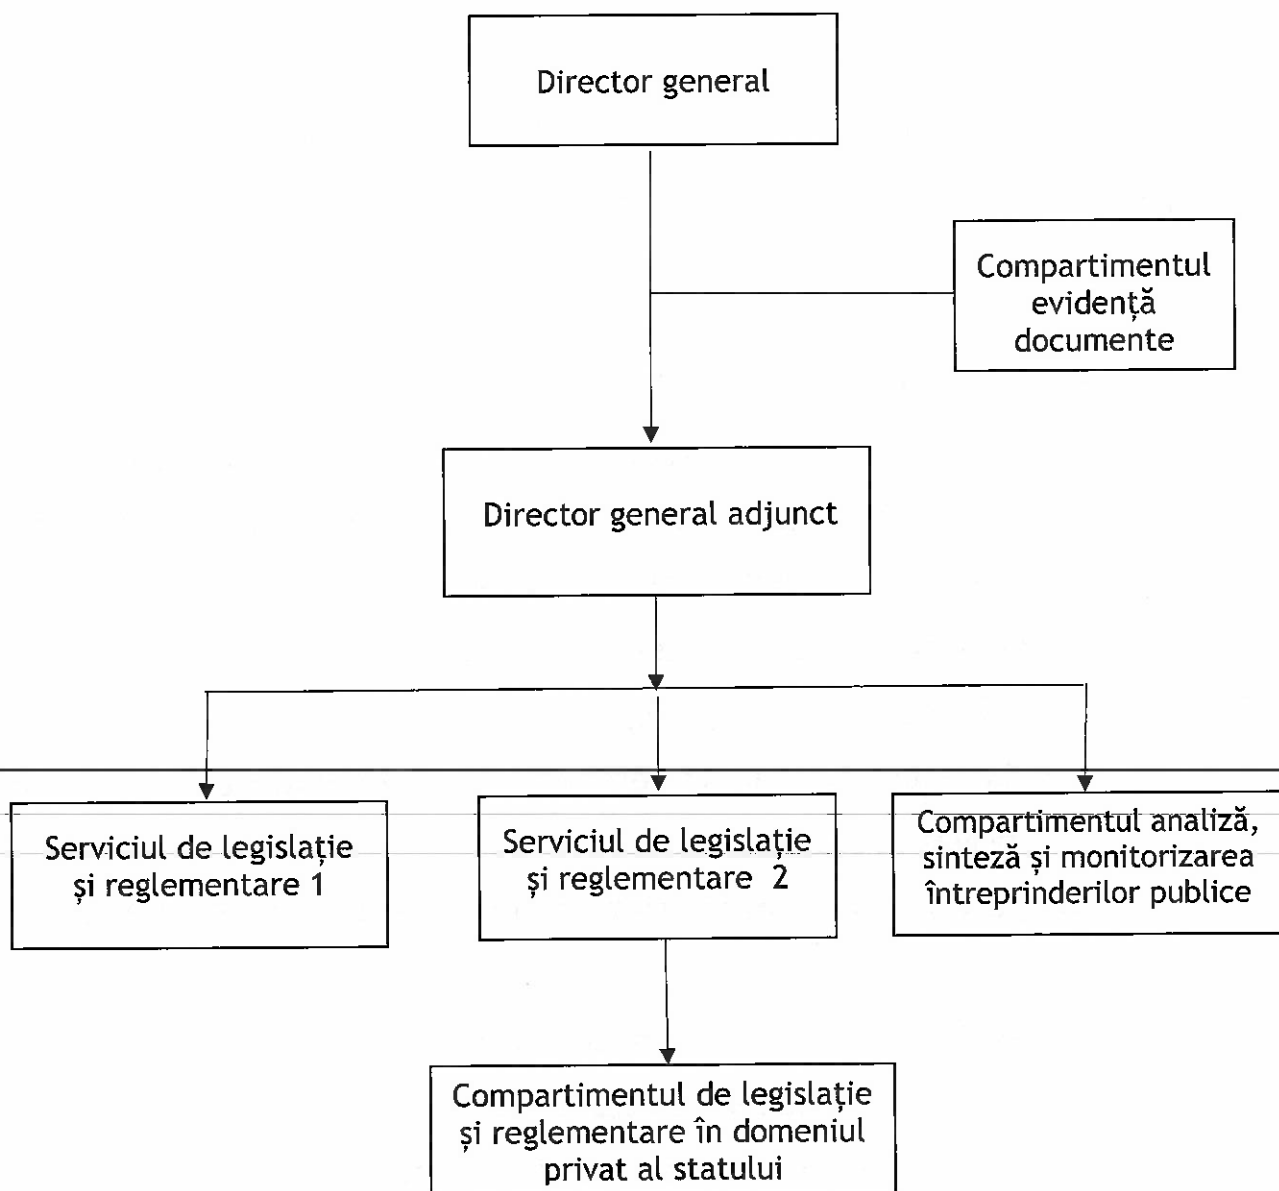 Director general
Compartimentul
evidență
documente
Director general adjunct
Serviciul de legislație
și reglementare 1
Serviciul de legislație
și reglementare 2
Compartimentul analiză,
sinteză și monitorizarea
întreprinderilor publice
Compartimentul de legislație
și reglementare în domeniul
privat al statului